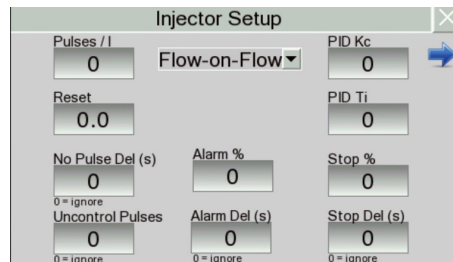 Injector Setup
Pulses / l
0
Flow-on-Flow
PID Kc
0
Reset
0.0
PID Ti
0
No Pulse Del (s)
0
0 = ignore
Alarm %
0
Stop %
0
Uncontrol Pulses
0
0 = ignore
Alarm Del (s)
0
0 = ignore
Stop Del (s)
0
0 = ignore